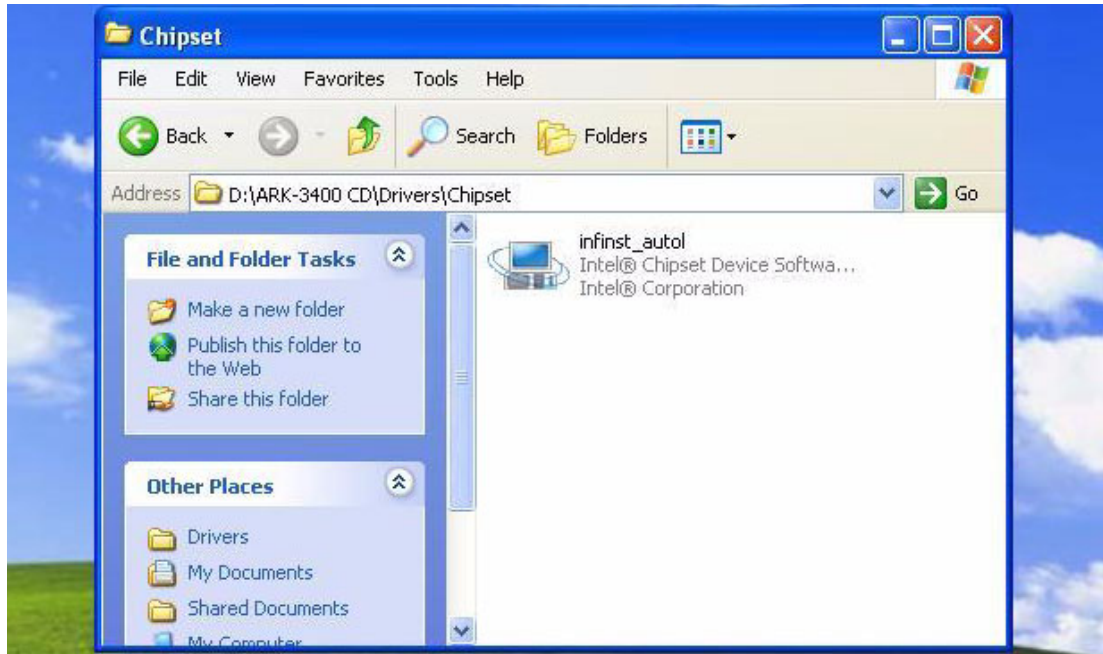 Chipset
File Edit View Favorites Tools Help
Back Search Folders
Address D:\ARK-3400 CD\Drivers\Chipset Go
File and Folder Tasks
Make a new folder
Publish this folder to
the Web
Share this folder
Other Places
Drivers
My Documents
Shared Documents
My Computer
infinst_autol
Intel® Chipset Device Softwa...
Intel® Corporation